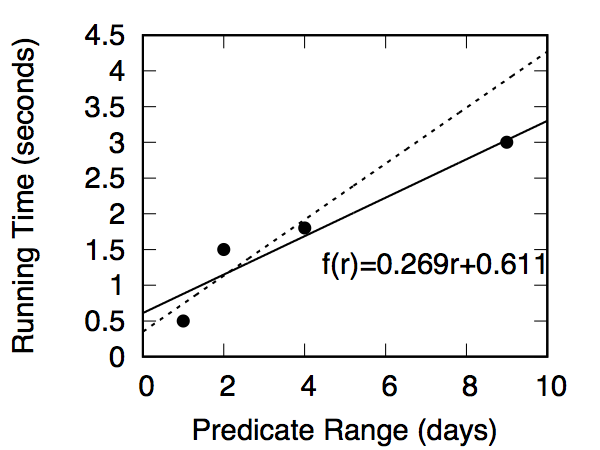 Running Time (seconds)
4.5
4
3.5
3
2.5
2
1.5
1
0.5
0
f(r)=0.269r+0.611
0 2 4 6 8 10
Predicate Range (days)